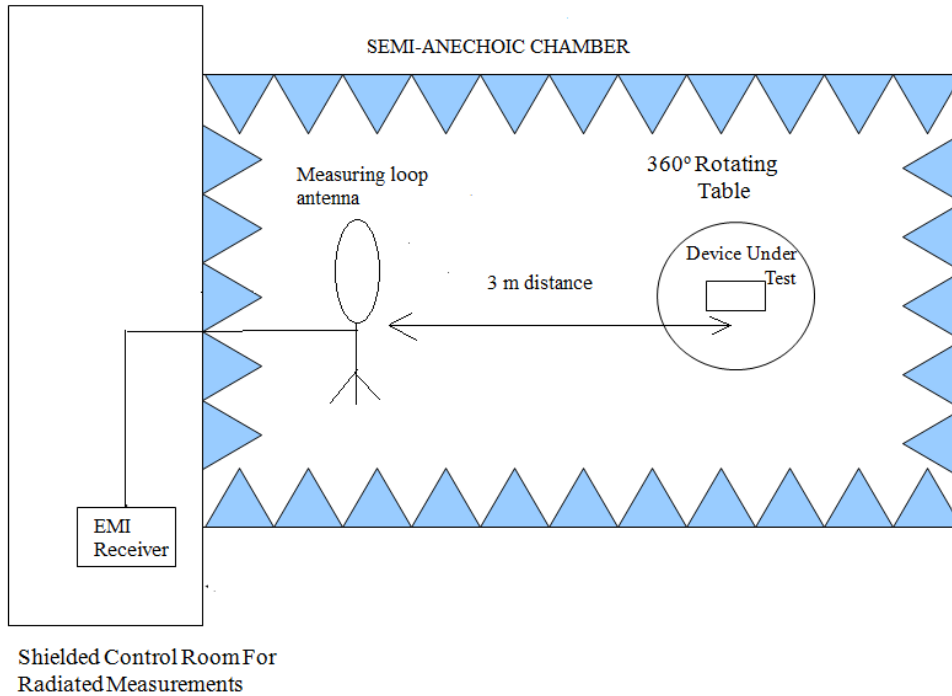 SEMI-ANECHOIC CHAMBER
Measuring loop
antenna
360º Rotating
Table
Device Under
Test
3 m distance
EMI
Receiver
Shielded Control Room For
Radiated Measurements